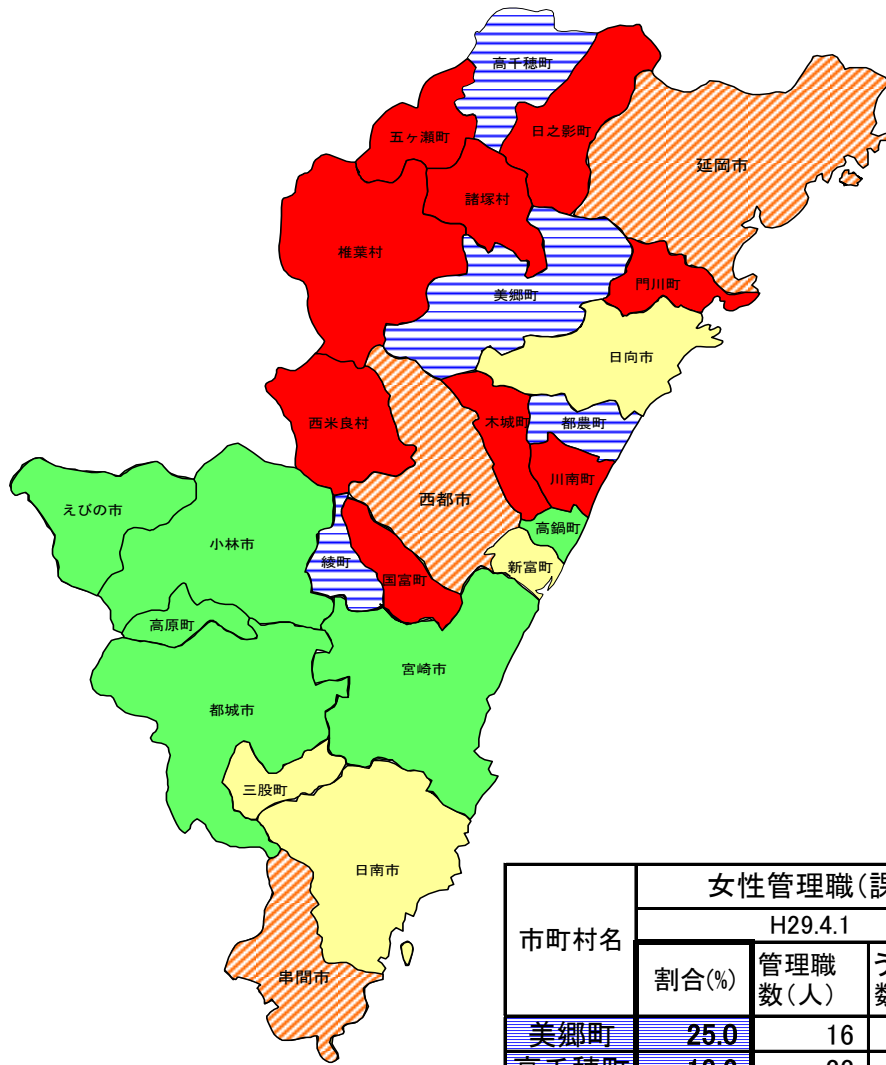 高千穂町
五ヶ瀬町
日之影町
延岡市
諸塚村
椎葉村
美郷町
門川町
日向市
西米良村
木城町
都農町
川南町
西都市
えびの市
小林市
高鍋町
綾町
新富町
国富町
高原町
宮崎市
都城市
三股町
日南市
串間市
女性管理職(課
H29.4.1
市町村名
割合(%)
管理職
数(人)
美郷町 25.0 16